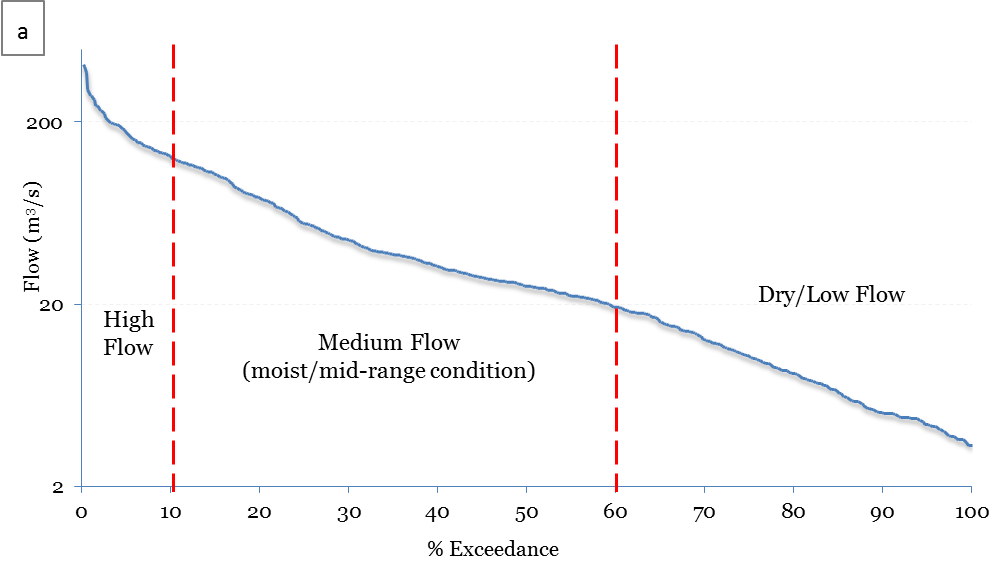 a
200
20
2
Flow (m³/s)
High
Flow
Medium Flow
(moist/mid-range condition)
Dry/Low Flow
0 10 20 30 40 50 60 70 80 90 100
% Exceedance